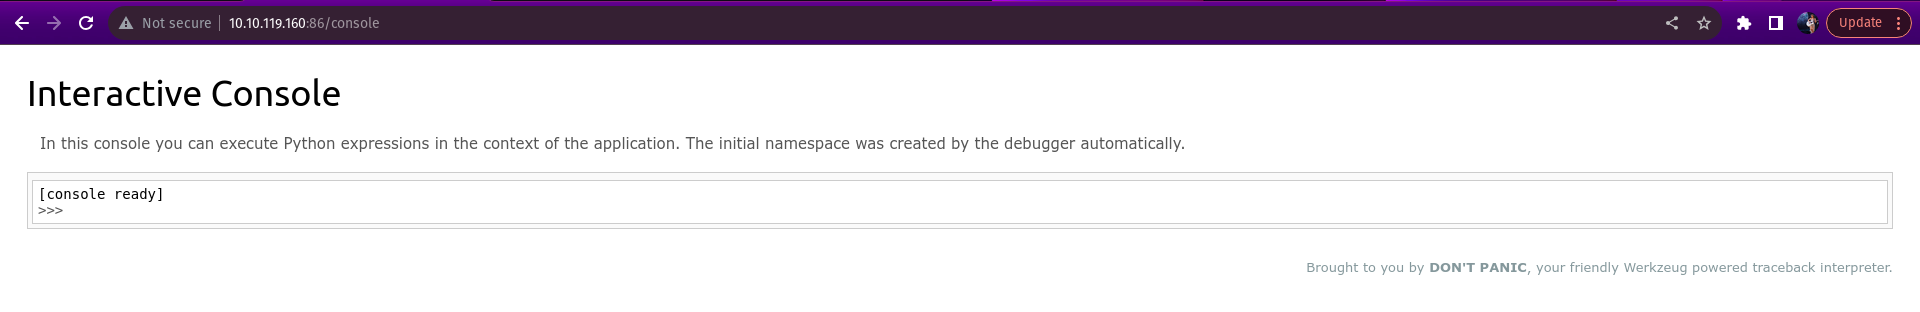 Not secure 10.10.119.160:86/console
Update
Interactive Console
In this console you can execute Python expressions in the context of the application. The initial namespace was created by the debugger automatically.
[console ready]
>>>
Brought to you by DON'T PANIC, your friendly Werkzeug powered traceback interpreter.